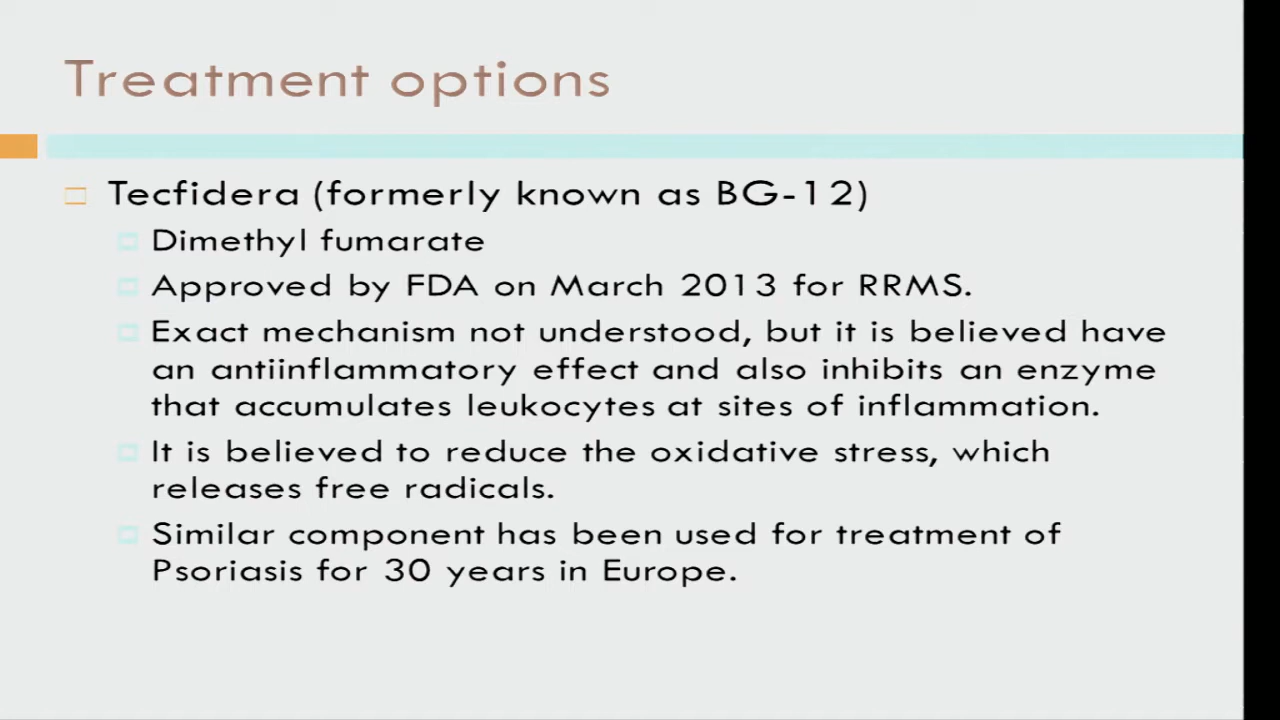 Treatment options
Tecfidera (formerly known as BG-12)
Dimethyl fumarate
Approved by FDA on March 2013 for RRMS.
Exact mechanism not understood, but it is believed have
an antiinflammatory effect and also inhibits an enzyme
that accumulates leukocytes at sites of inflammation.
It is believed to reduce the oxidative stress, which
releases free radicals.
Similar component has been used for treatment of
Psoriasis for 30 years in Europe.